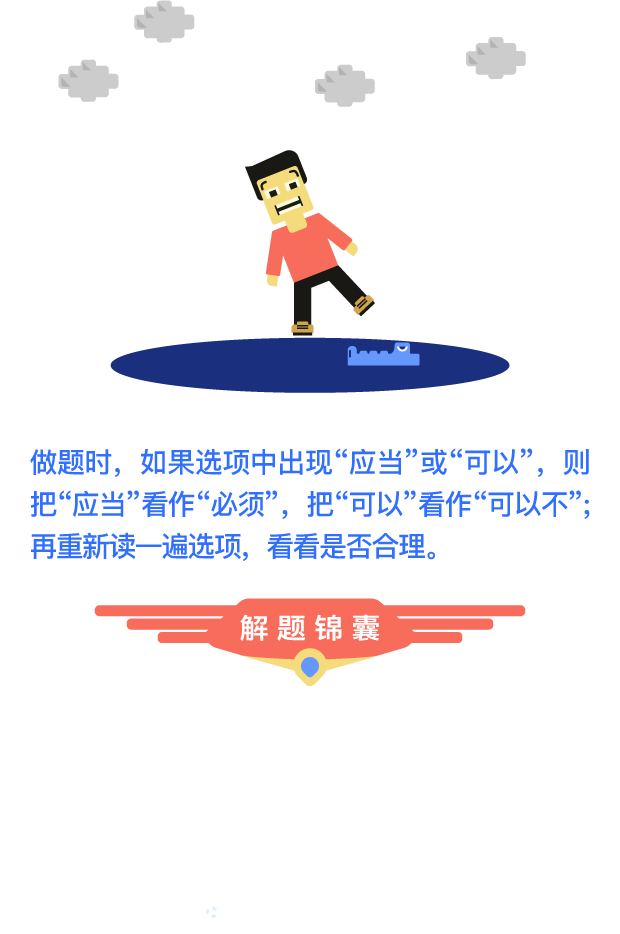 做题时，如果选项中出现“应当”或“可以”，则
把“应当”看作“必须”，把“可以”看作“可以不”；
再重新读一遍选项，看看是否合理。
解题锦囊